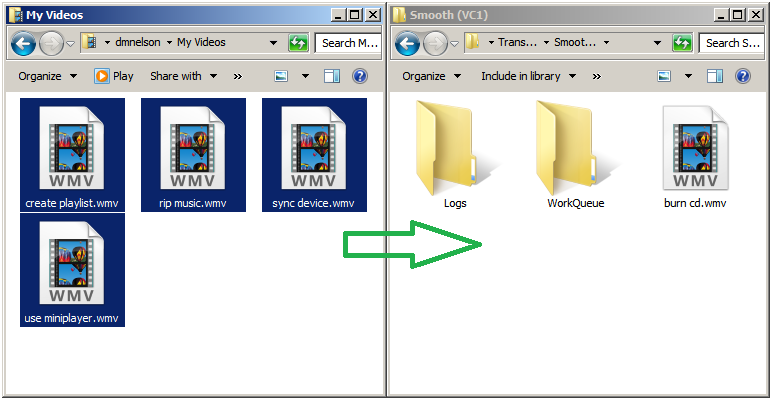 My Videos
dmnelson My Videos
Search M...
Organize Play Share with »
WMV
create playlist.wmv
WMV
rip music.wmv
WMV
sync device.wmv
WMV
use miniplayer.wmv
Smooth (VC1)
Trans... Smoot...
Search S...
Organize Include in library »
Logs
WorkQueue
WMV
burn cd.wmv